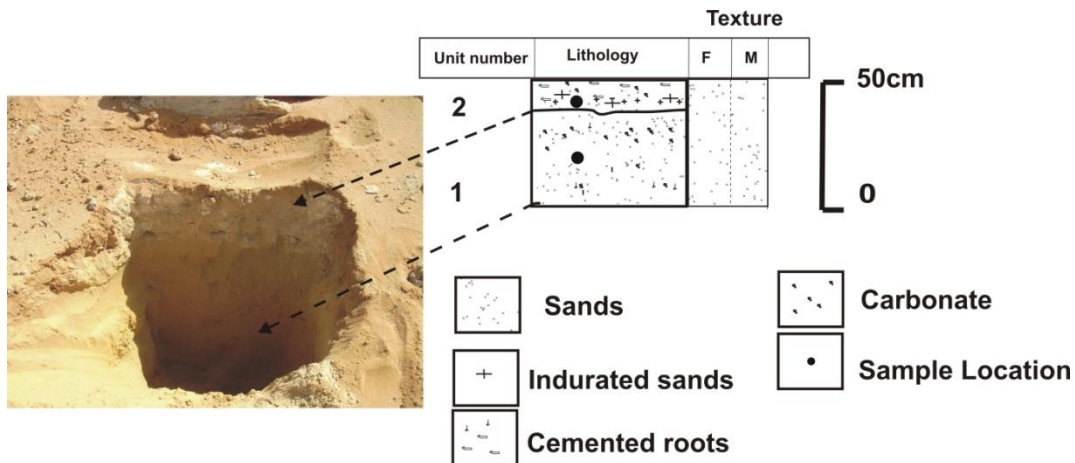 Texture
Unit number Lithology F M
50cm
2
1
0
Sands
Carbonate
Indurated sands
Sample Location
Cemented roots